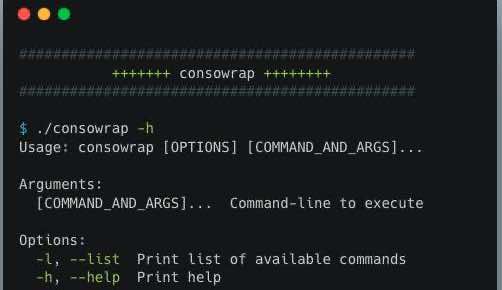 ###############################################
+++++++ consowrap ++++++++
###############################################
$ ./consowrap -h
Usage: consowrap [OPTIONS] [COMMAND_AND_ARGS]...
Arguments:
[COMMAND_AND_ARGS]...  Command-line to execute
Options:
-l, --list  Print list of available commands
-h, --help  Print help